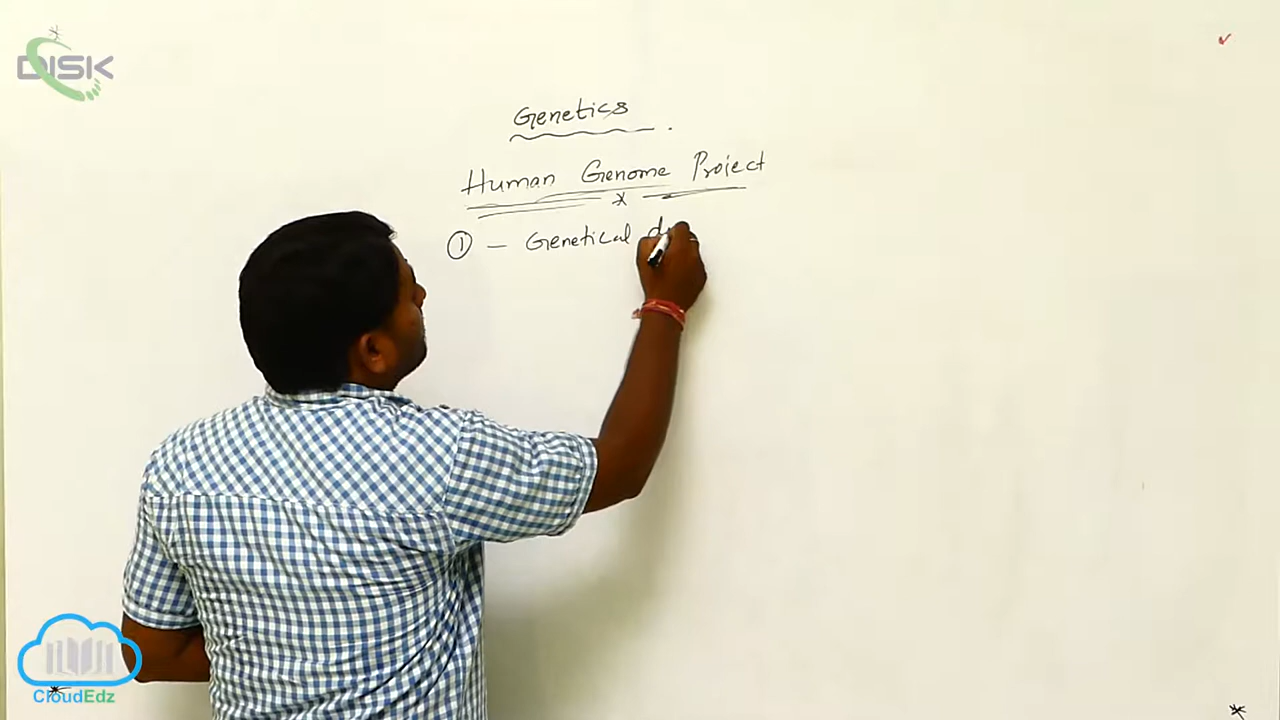 DISK
Genetics
Human Genome Project
① - Genetical
CloudEdz